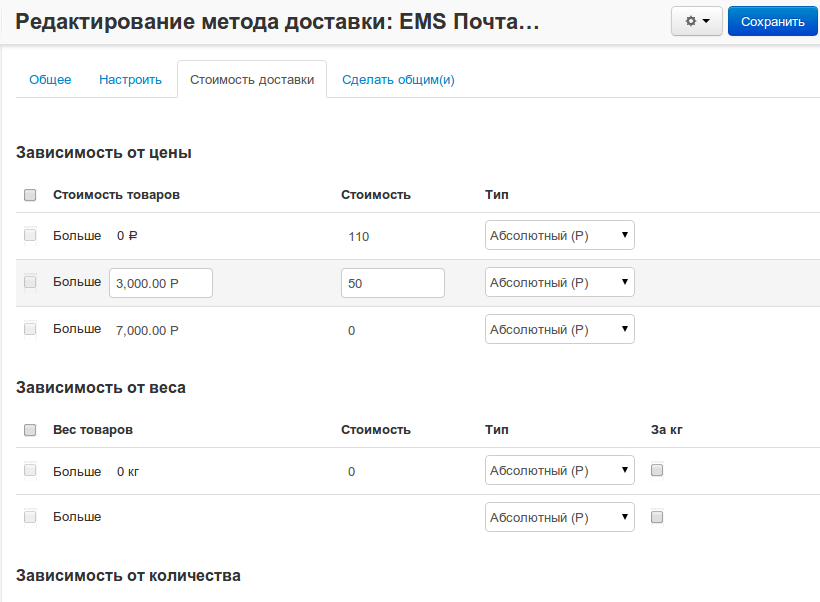 Редактирование метода доставки: EMS Почта…
Сохранить
Общее Настроить Стоимость доставки Сделать общим(и)
Зависимость от цены
Стоимость товаров Стоимость Тип
Больше 0 ₽ 110 Абсолютный (Р)
Больше 3,000.00 Р 50 Абсолютный (Р)
Больше 7,000.00 Р 0 Абсолютный (Р)
Зависимость от веса
Вес товаров Стоимость Тип За кг
Больше 0 кг 0 Абсолютный (Р)
Больше Абсолютный (Р)
Зависимость от количества